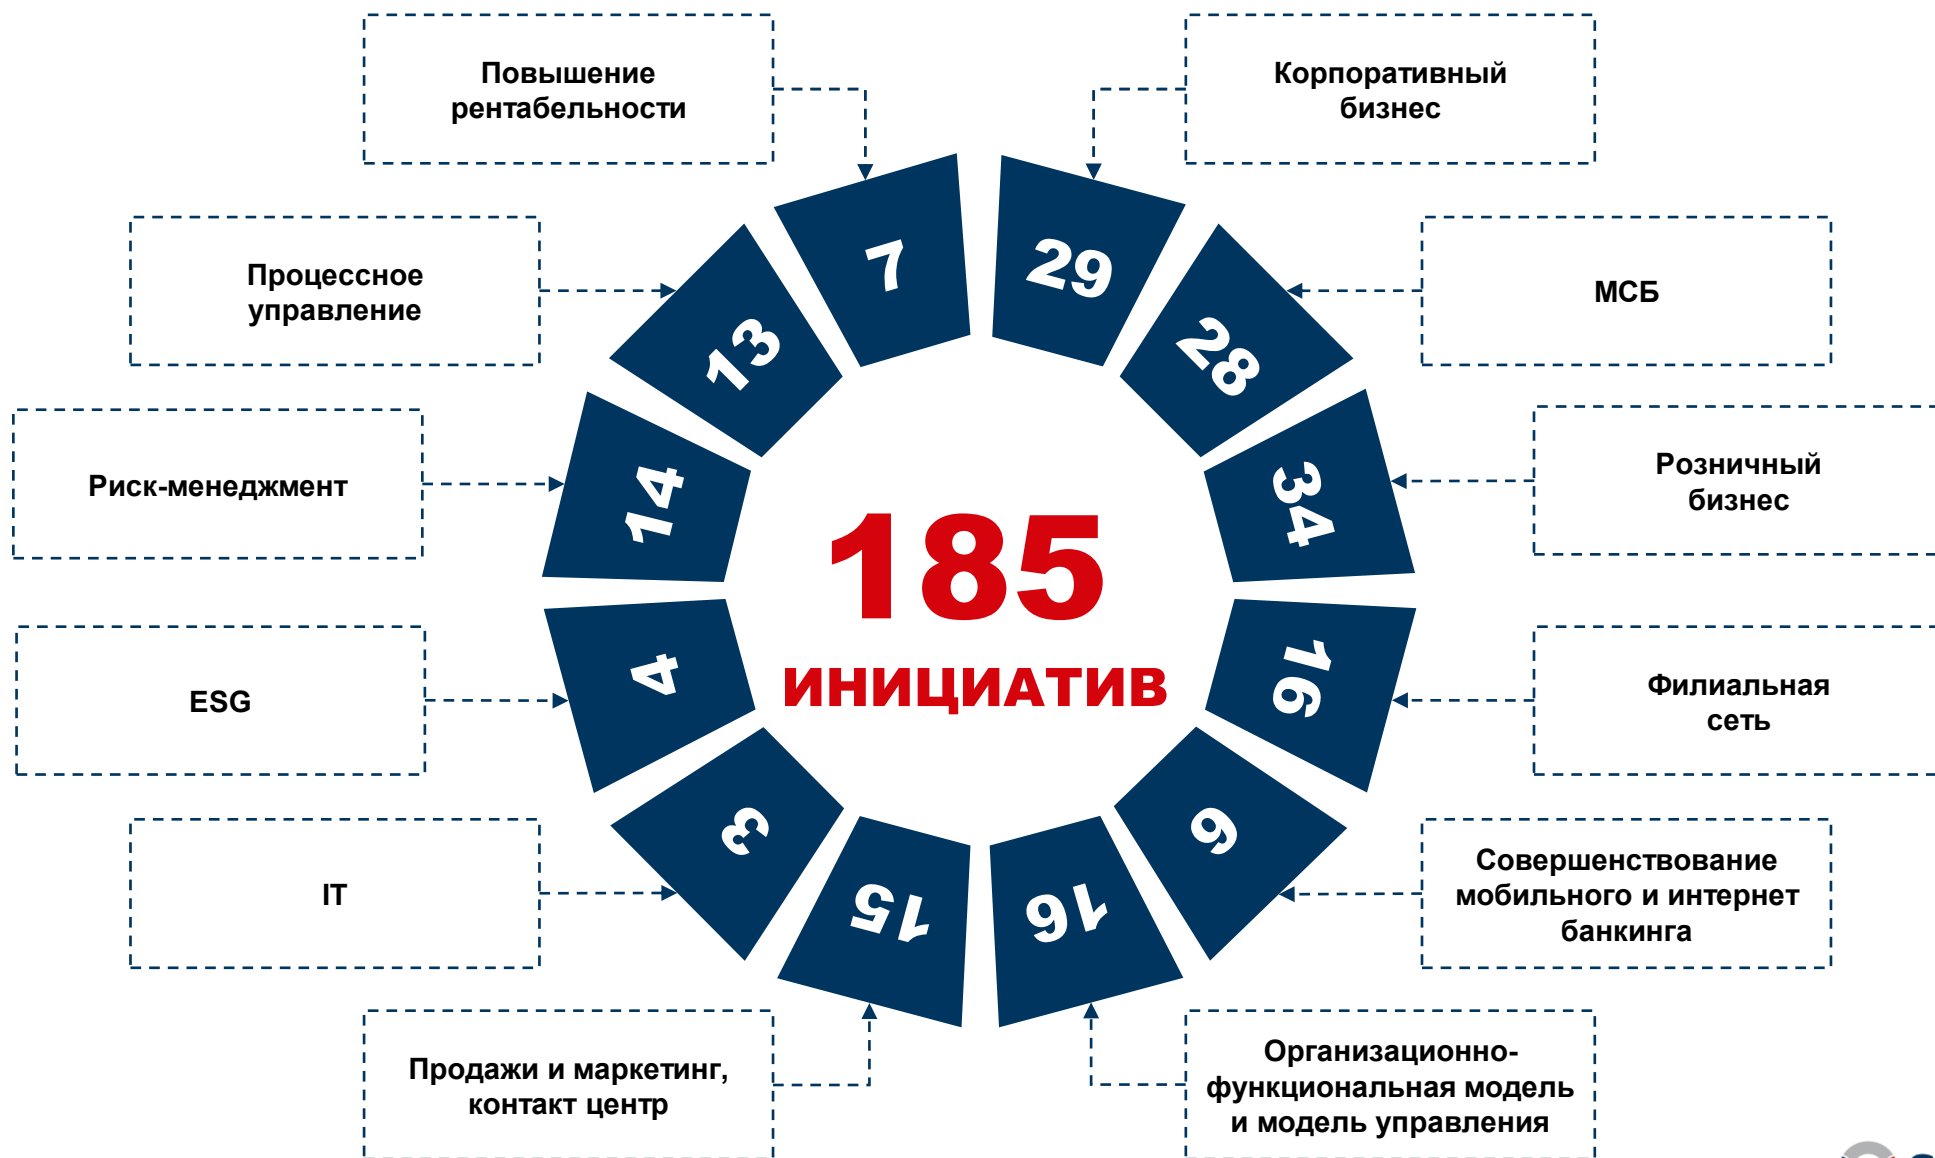 Повышение
рентабельности
Корпоративный
бизнес
7
29
Процессное
управление
МСБ
13
28
Риск-менеджмент
Розничный
бизнес
14
34
185
ИНИЦИАТИВ
ESG
Филиальная
сеть
4
16
IT
Совершенствование
мобильного и интернет
банкинга
3
6
15
16
Продажи и маркетинг,
контакт центр
Организационно-
функциональная модель
и модель управления